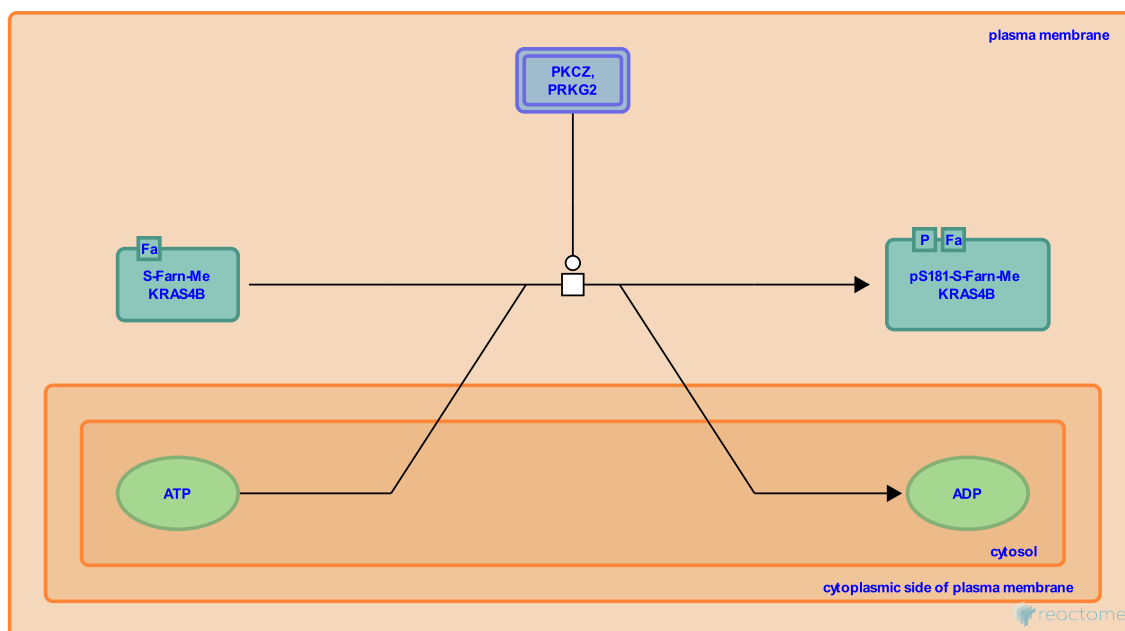 plasma membrane
PKCZ,
PRKG2
Fa
S-Farn-Me
KRAS4B
P
Fa
pS181-S-Farn-Me
KRAS4B
ATP
ADP
cytosol
cytoplasmic side of plasma membrane
reactome